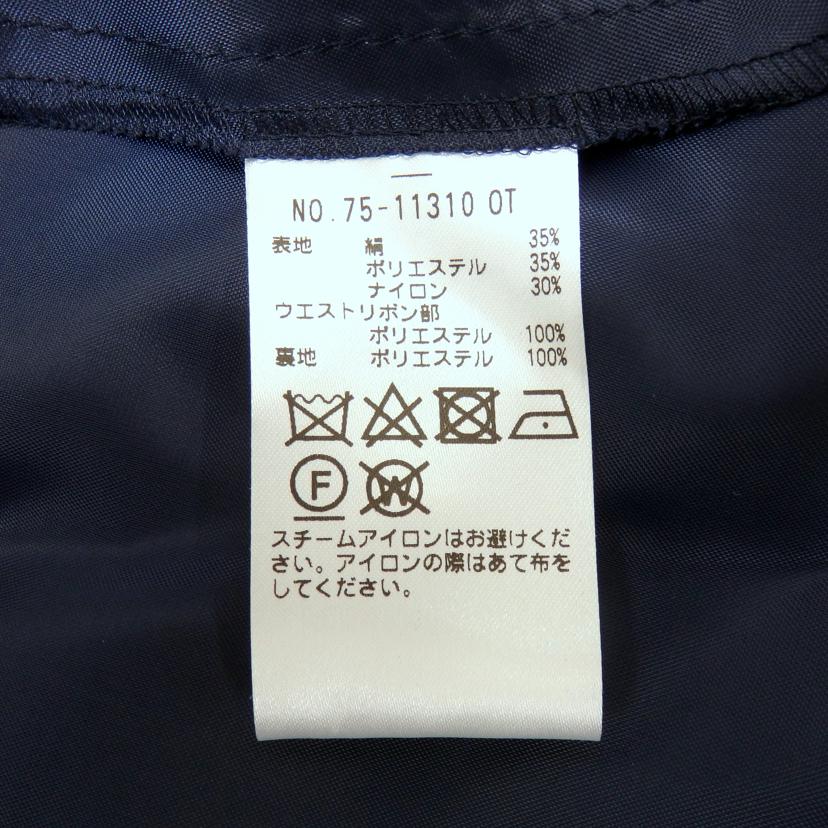 NO.75-11310 OT
表地 絹 35%
ポリエステル 35%
ナイロン 30%
ウエストリボン部
ポリエステル 100%
裏地 ポリエステル 100%
F W
スチームアイロンはお避けくだ
さい。アイロンの際はあて布を
してください。